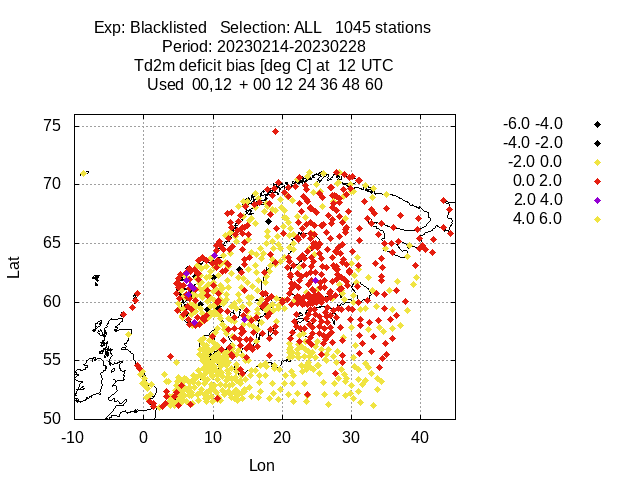 Exp: Blacklisted Selection: ALL 1045 stations
Period: 20230214-20230228
Td2m deficit bias [deg C] at 12 UTC
Used 00,12 + 00 12 24 36 48 60
-6.0 -4.0
-4.0 -2.0
-2.0 0.0
0.0 2.0
2.0 4.0
4.0 6.0
75
70
65
60
55
50
Lat
-10 0 10 20 30 40
Lon